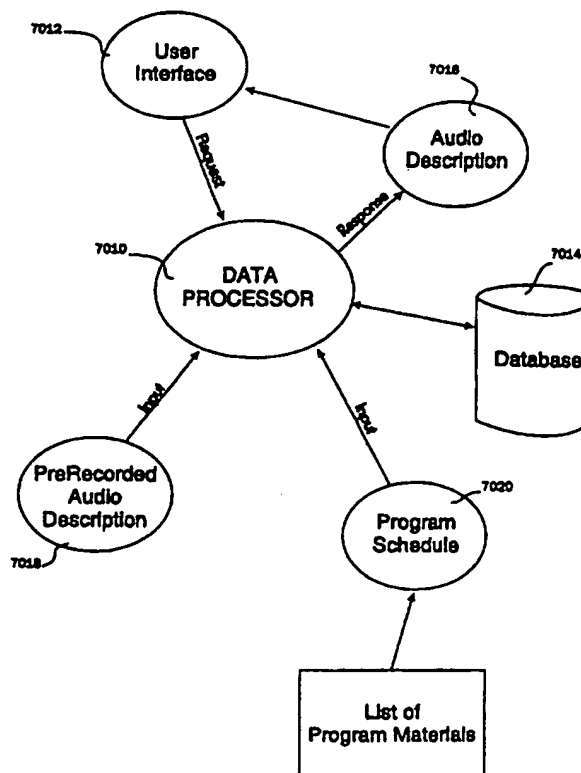 7012
User
Interface
7016
Audio
Description
Request
Response
7010
DATA
PROCESSOR
7014
Database
Input
Input
PreRecorded
Audio
Description
7018
7020
Program
Schedule
List of
Program Materials